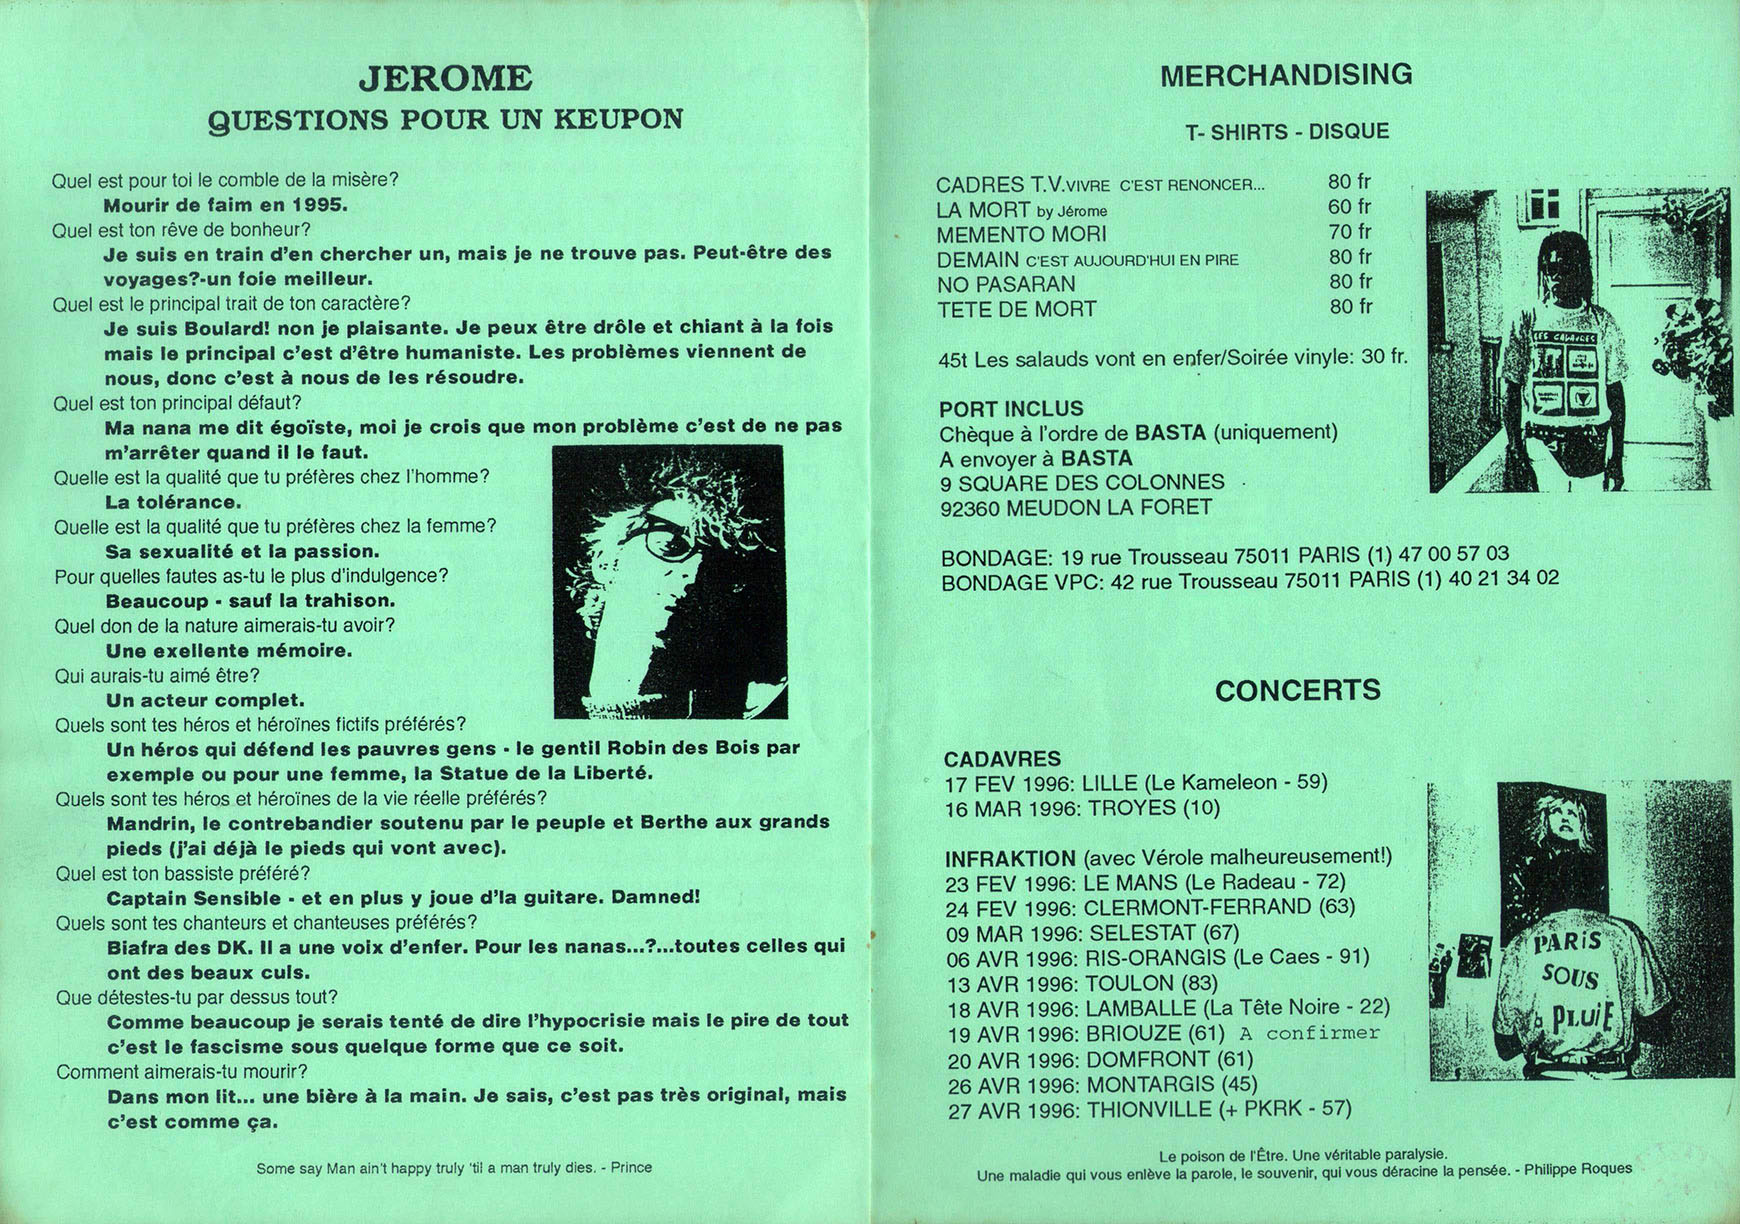 JEROME
QUESTIONS POUR UN KEUPON
Quel est pour toi le comble de la misère?
Mourir de faim en 1995.
Quel est ton rêve de bonheur?
Je suis en train d'en chercher un, mais je ne trouve pas. Peut-être des
voyages?-un foie meilleur.
Quel est le principal trait de ton caractère?
Je suis Boulard! non je plaisante. Je peux être drôle et chiant à la fois
mais le principal c'est d'être humaniste. Les problèmes viennent de
nous, donc c'est à nous de les résoudre.
Quel est ton principal défaut?
Ma nana me dit égoïste, moi je crois que mon problème c'est de ne pas
m'arrêter quand il le faut.
Quelle est la qualité que tu préfères chez l'homme?
La tolérance.
Quelle est la qualité que tu préfères chez la femme?
Sa sexualité et la passion.
Pour quelles fautes as-tu le plus d'indulgence?
Beaucoup - sauf la trahison.
Quel don de la nature aimerais-tu avoir?
Une exellente mémoire.
Qui aurais-tu aimé être?
Un acteur complet.
Quels sont tes héros et héroïnes fictifs préférés?
Un héros qui défend les pauvres gens - le gentil Robin des Bois par
exemple ou pour une femme, la Statue de la Liberté.
Quels sont tes héros et héroïnes de la vie réelle préférés?
Mandrin, le contrebandier soutenu par le peuple et Berthe aux grands
pieds (j'ai déjà le pieds qui vont avec).
Quel est ton bassiste préféré?
Captain Sensible - et en plus y joue d'la guitare. Damned!
Quels sont tes chanteurs et chanteuses préférés?
Biafra des DK. Il a une voix d'enfer. Pour les nanas...?...toutes celles qui
ont des beaux culs.
Que détestes-tu par dessus tout?
Comme beaucoup je serais tenté de dire l'hypocrisie mais le pire de tout
c'est le fascisme sous quelque forme que ce soit.
Comment aimerais-tu mourir?
Dans mon lit... une bière à la main. Je sais, c'est pas très original, mais
c'est comme ça.
Some say Man ain't happy truly 'til a man truly dies. - Prince
MERCHANDISING
T- SHIRTS - DISQUE
CADRES T.V. VIVRE C'EST RENONCER... 80 fr
LA MORT by Jérome 60 fr
MEMENTO MORI 70 fr
DEMAIN C'EST AUJOURD'HUI EN PIRE 80 fr
NO PASARAN 80 fr
TETE DE MORT 80 fr
45t Les salauds vont en enfer/Soirée vinyle: 30 fr.
PORT INCLUS
Chèque à l'ordre de BASTA (uniquement)
A envoyer à BASTA
9 SQUARE DES COLONNES
92360 MEUDON LA FORET
BONDAGE: 19 rue Trousseau 75011 PARIS (1) 47 00 57 03
BONDAGE VPC: 42 rue Trousseau 75011 PARIS (1) 40 21 34 02
CONCERTS
CADAVRES
17 FEV 1996: LILLE (Le Kameleon - 59)
16 MAR 1996: TROYES (10)
INFRAKTION (avec Vérole malheureusement!)
23 FEV 1996: LE MANS (Le Radeau - 72)
24 FEV 1996: CLERMONT-FERRAND (63)
09 MAR 1996: SELESTAT (67)
06 AVR 1996: RIS-ORANGIS (Le Caes - 91)
13 AVR 1996: TOULON (83)
18 AVR 1996: LAMBALLE (La Tête Noire - 22)
19 AVR 1996: BRIOUZE (61) A confirmer
20 AVR 1996: DOMFRONT (61)
26 AVR 1996: MONTARGIS (45)
27 AVR 1996: THIONVILLE (+ PKRK - 57)
PARIS
SOUS
PLUIE
Le poison de l'Être. Une véritable paralysie.
Une maladie qui vous enlève la parole, le souvenir, qui vous déracine la pensée. - Philippe Roques